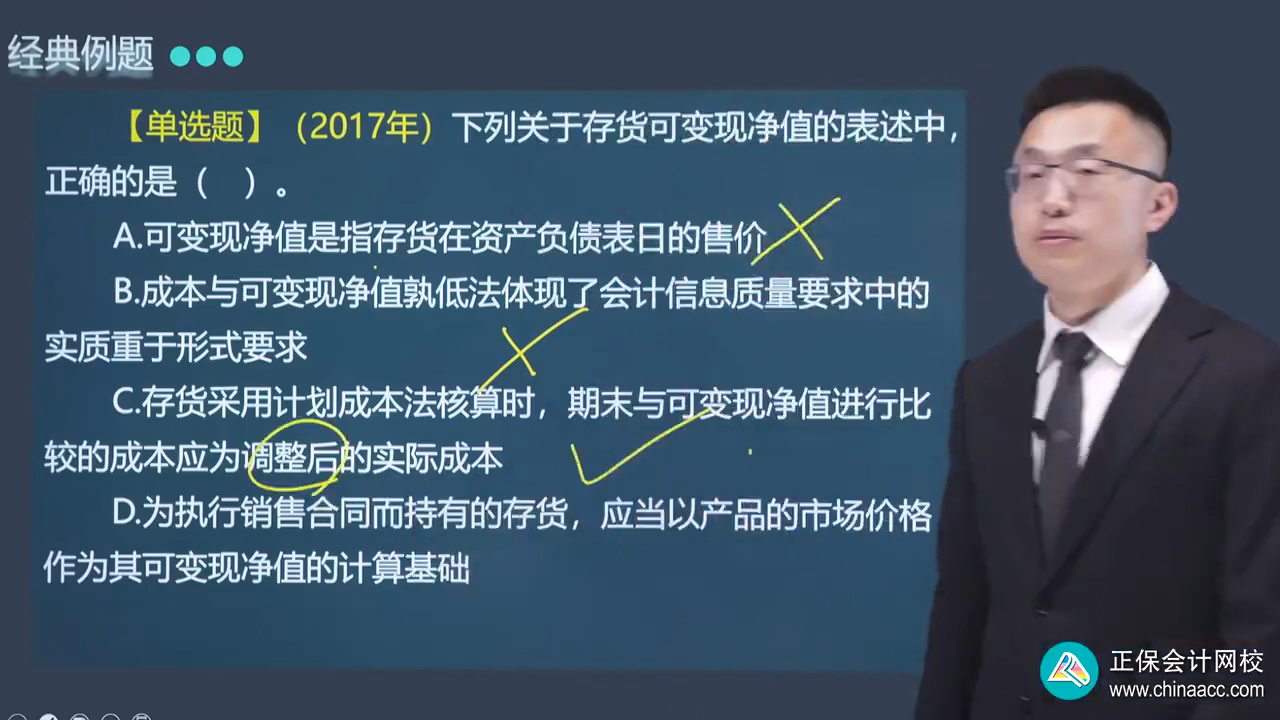 经典例题
【单选题】（2017年）下列关于存货可变现净值的表述中，
正确的是（　）。
A.可变现净值是指存货在资产负债表日的售价
B.成本与可变现净值孰低法体现了会计信息质量要求中的
实质重于形式要求
C.存货采用计划成本法核算时，期末与可变现净值进行比
较的成本应为调整后的实际成本
D.为执行销售合同而持有的存货，应当以产品的市场价格
作为其可变现净值的计算基础
正保会计网校
www.chinaacc.com